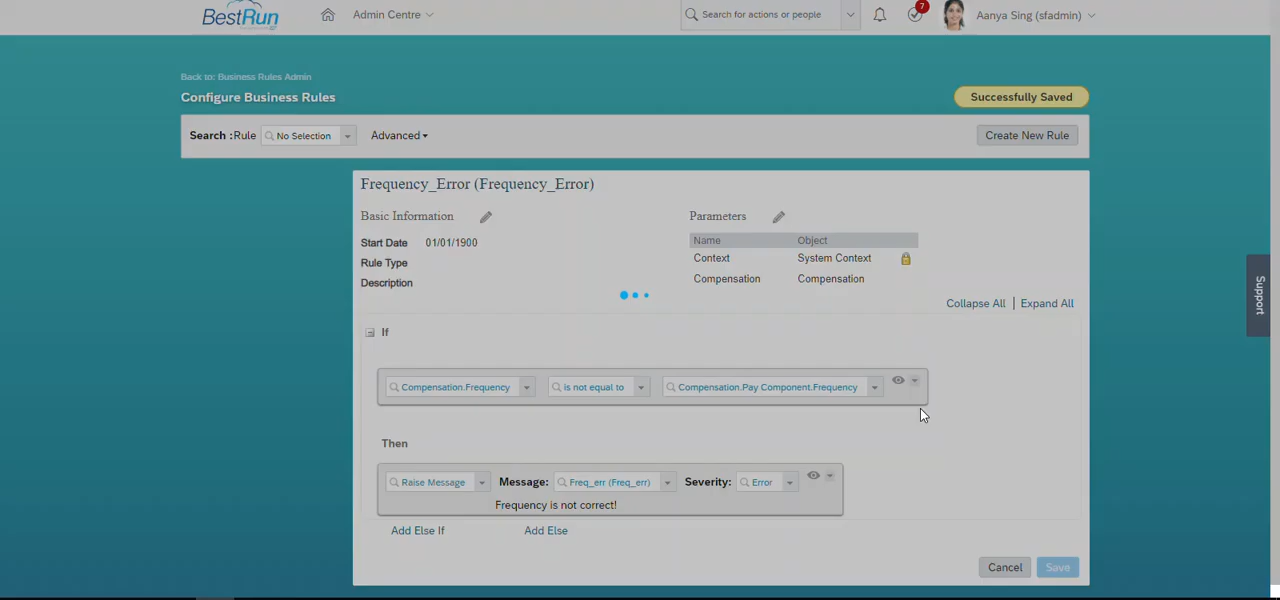 BestRun
Admin Centre
Search for actions or people
7
Aanya Sing (sfadmin)
Back to: Business Rules Admin
Configure Business Rules
Successfully Saved
Search :Rule No Selection Advanced
Create New Rule
Frequency_Error (Frequency_Error)
Basic Information
Parameters
Start Date 01/01/1900
Name Object
Rule Type
Context System Context
Description
Compensation Compensation
Support
Collapse All | Expand All
If
Compensation.Frequency is not equal to Compensation.Pay Component.Frequency
Then
Raise Message Message: Freq_err (Freq_err) Severity: Error
Frequency is not correct!
Add Else If Add Else
Cancel Save